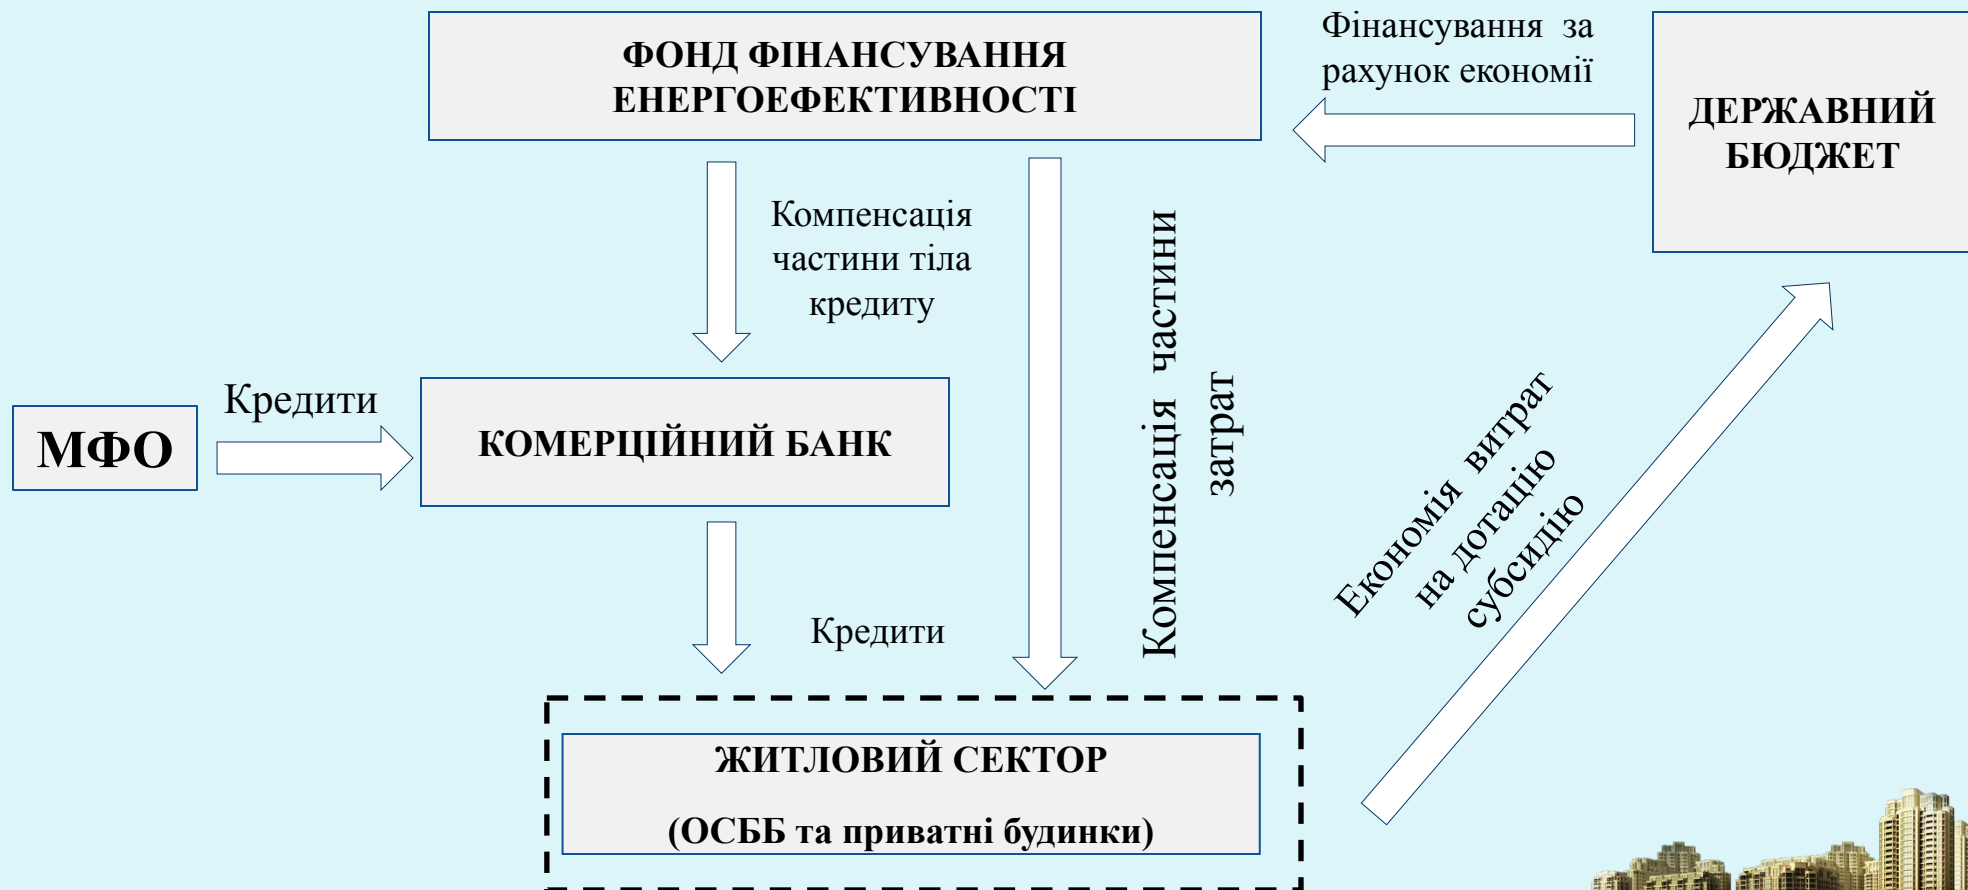 ФОНД ФІНАНСУВАННЯ
ЕНЕРГОЕФЕКТИВНОСТІ
Фінансування за
рахунок економії
ДЕРЖАВНИЙ
БЮДЖЕТ
Компенсація
частини тіла
кредиту
Компенсація частини
затрат
МФО
Кредити
КОМЕРЦІЙНИЙ БАНК
Економія витрат
на дотацію
субсидію
Кредити
ЖИТЛОВИЙ СЕКТОР
(ОСББ та приватні будинки)